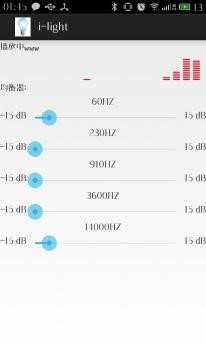 01:45
13
i-light
播放中www
均衡器:
60HZ
-15 dB 15 dB
230HZ
-15 dB 15 dB
910HZ
-15 dB 15 dB
3600HZ
-15 dB 15 dB
14000HZ
-15 dB 15 dB